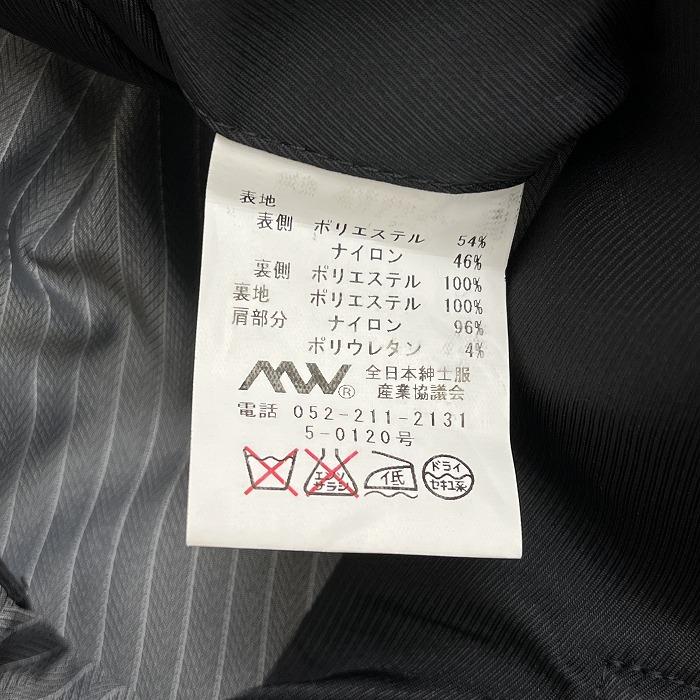 表地
表側 ポリエステル 54%
ナイロン 46%
裏側 ポリエステル 100%
裏地 ポリエステル 100%
肩部分 ナイロン 96%
ポリウレタン 4%
MW® 全日本紳士服
産業協議会
電話 052-211-2131
5-0120号
エンソ
サラシ
低
ドライ
セキユ系